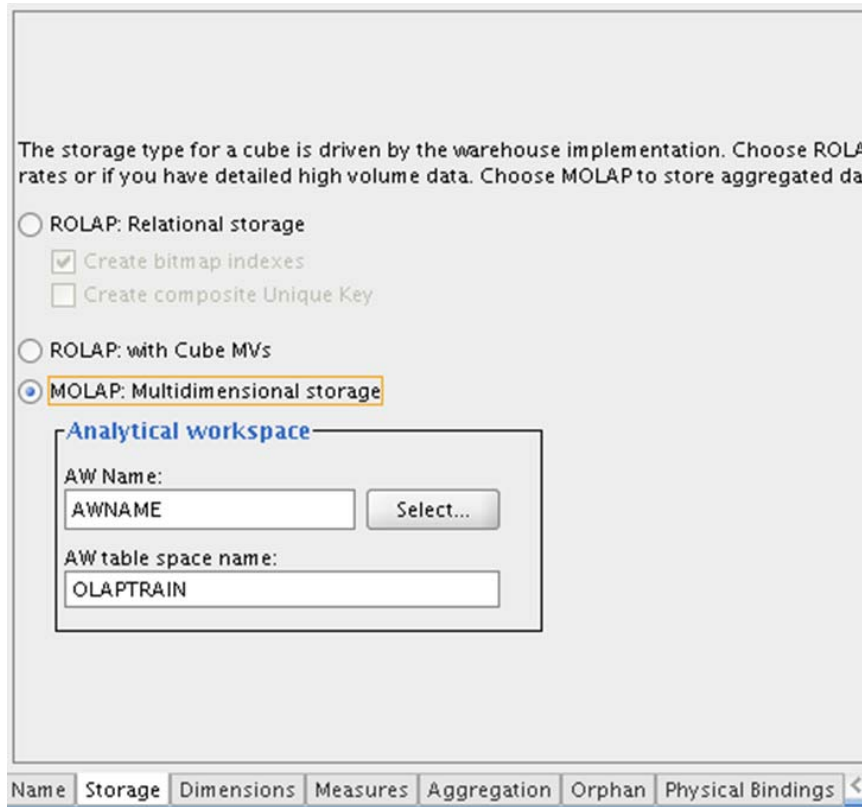 The storage type for a cube is driven by the warehouse implementation. Choose ROLA
rates or if you have detailed high volume data. Choose MOLAP to store aggregated da
ROLAP: Relational storage
Create bitmap indexes
Create composite Unique Key
ROLAP: with Cube MVs
MOLAP: Multidimensional storage
Analytical workspace
AW Name:
AWNAME Select...
AW table space name:
OLAPTRAIN
Name Storage Dimensions Measures Aggregation Orphan Physical Bindings